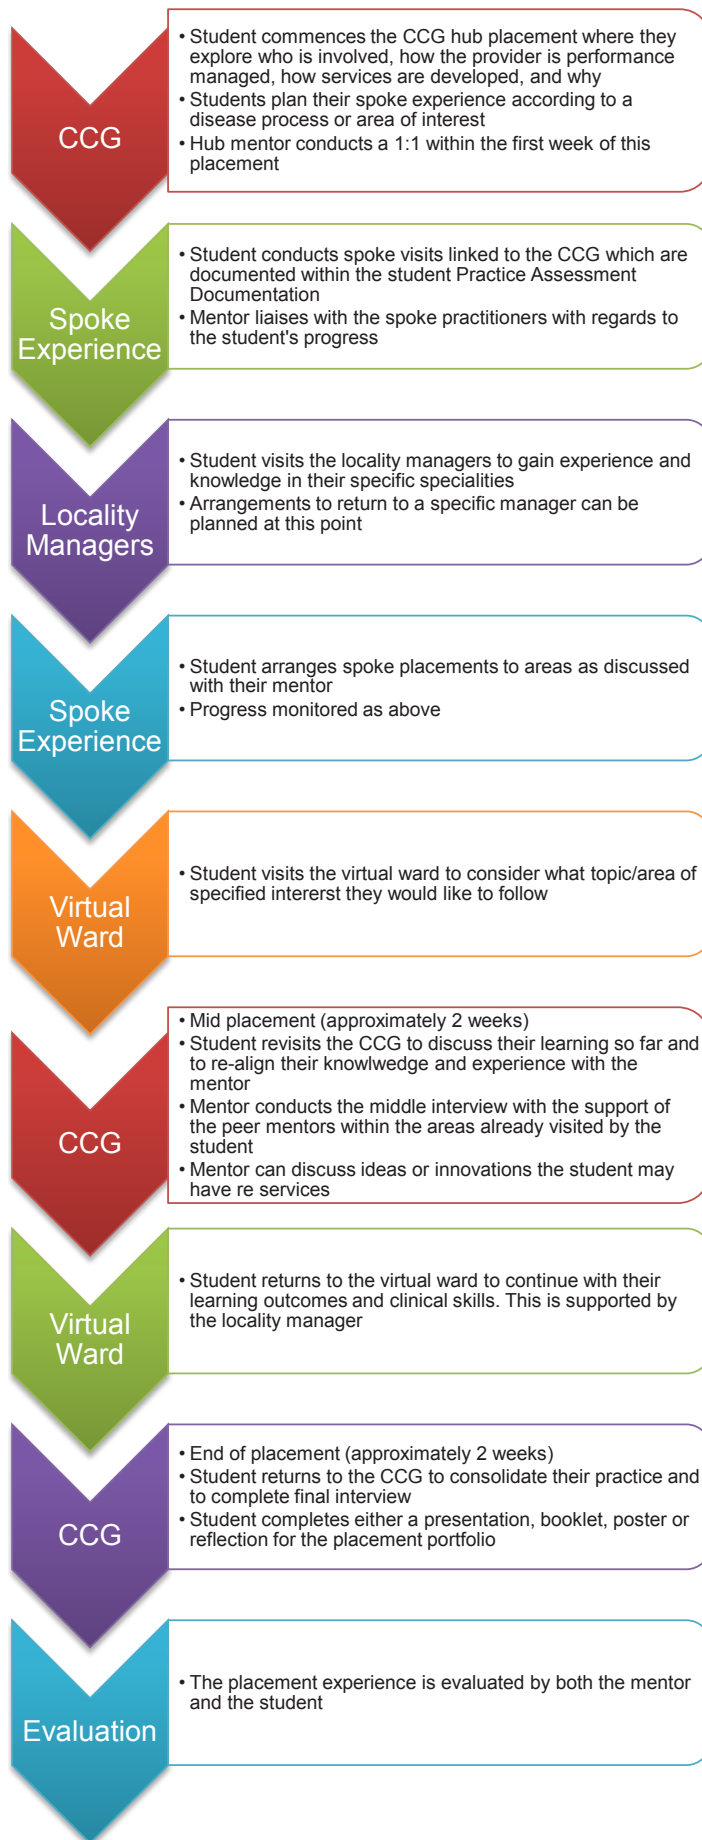 CCG
• Student commences the CCG hub placement where they
explore who is involved, how the provider is performance
managed, how services are developed, and why
• Students plan their spoke experience according to a
disease process or area of interest
• Hub mentor conducts a 1:1 within the first week of this
placement
Spoke
Experience
• Student conducts spoke visits linked to the CCG which are
documented within the student Practice Assessment
Documentation
• Mentor liaises with the spoke practitioners with regards to
the student's progress
Locality
Managers
• Student visits the locality managers to gain experience and
knowledge in their specific specialities
• Arrangements to return to a specific manager can be
planned at this point
Spoke
Experience
• Student arranges spoke placements to areas as discussed
with their mentor
• Progress monitored as above
Virtual
Ward
• Student visits the virtual ward to consider what topic/area of
specified intererst they would like to follow
CCG
• Mid placement (approximately 2 weeks)
• Student revisits the CCG to discuss their learning so far and
to re-align their knowlwedge and experience with the
mentor
• Mentor conducts the middle interview with the support of
the peer mentors within the areas already visited by the
student
• Mentor can discuss ideas or innovations the student may
have re services
Virtual
Ward
• Student returns to the virtual ward to continue with their
learning outcomes and clinical skills. This is supported by
the locality manager
CCG
• End of placement (approximately 2 weeks)
• Student returns to the CCG to consolidate their practice and
to complete final interview
• Student completes either a presentation, booklet, poster or
reflection for the placement portfolio
Evaluation
• The placement experience is evaluated by both the mentor
and the student